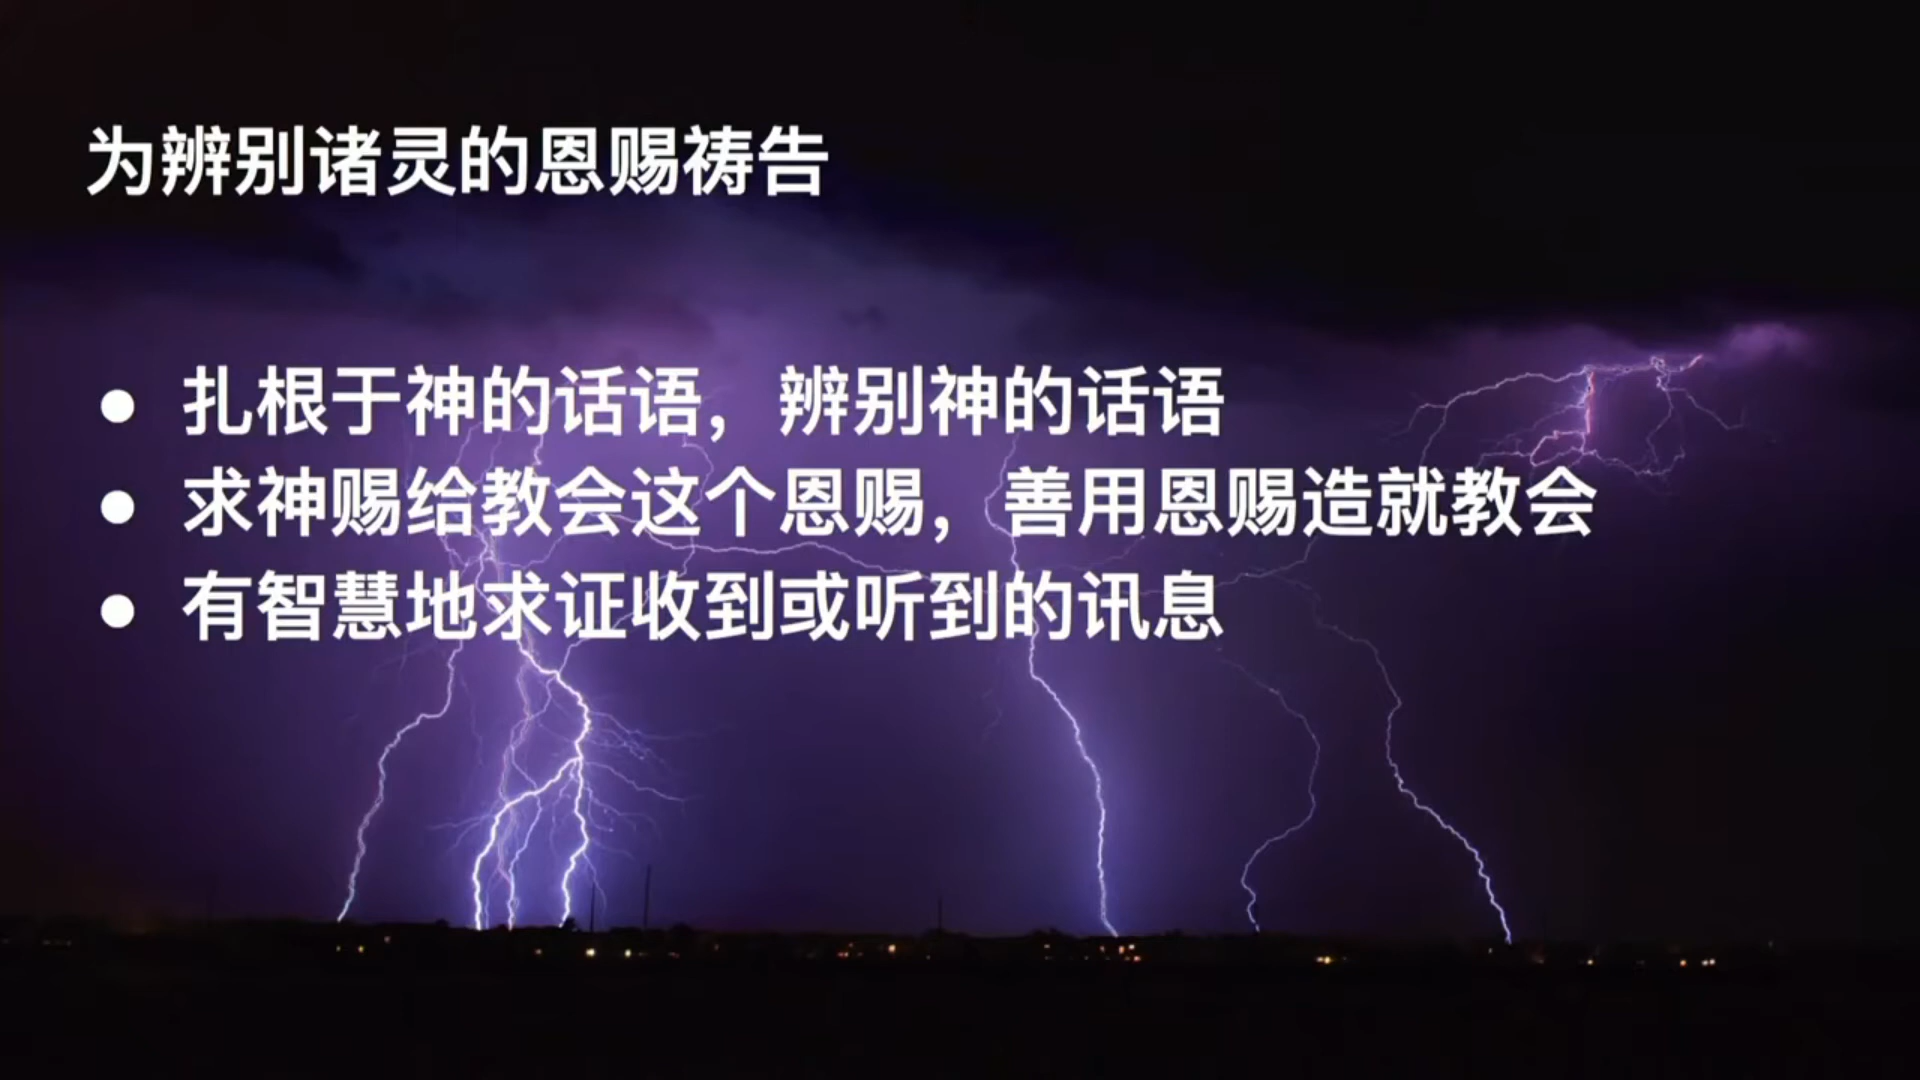 为辨别诸灵的恩赐祷告
● 扎根于神的话语，辨别神的话语
● 求神赐给教会这个恩赐，善用恩赐造就教会
● 有智慧地求证收到或听到的讯息